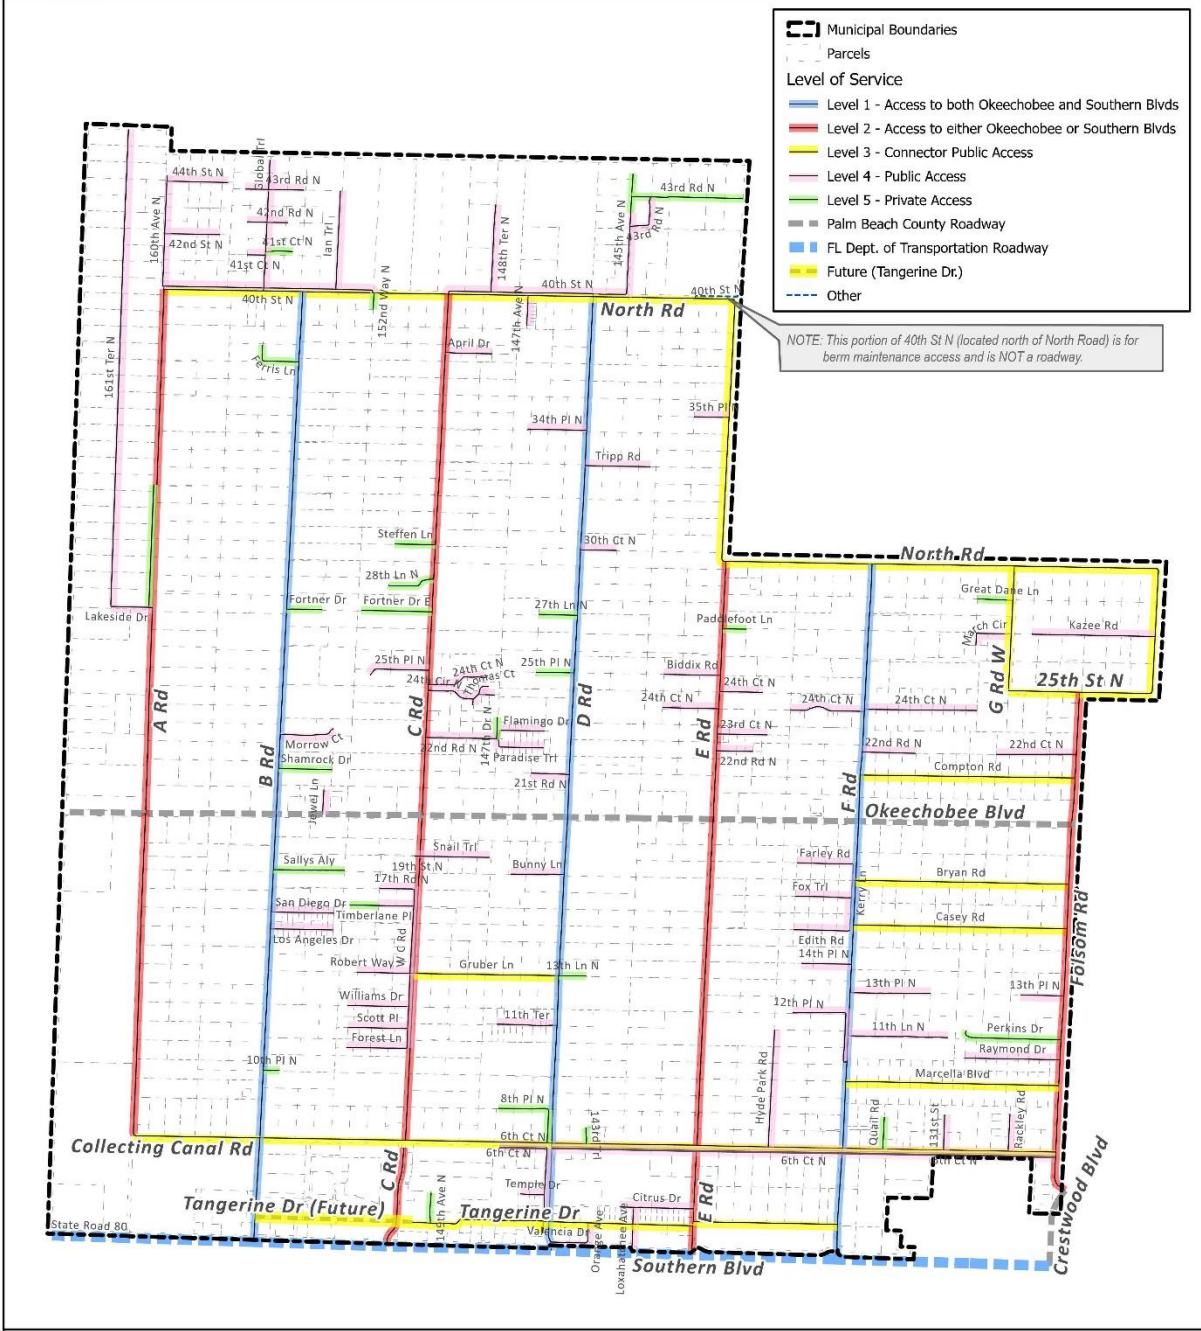 Municipal Boundaries
Parcels
Level of Service
Level 1 - Access to both Okeechobee and Southern Blvds
Level 2 - Access to either Okeechobee or Southern Blvds
Level 3 - Connector Public Access
Level 4 - Public Access
Level 5 - Private Access
Palm Beach County Roadway
FL Dept. of Transportation Roadway
Future (Tangerine Dr.)
Other
44th St N
Global Trl
43rd Rd N
42nd Rd N
160th Ave N
42nd St N
41st Ct N
41st Ct N
Ian Trl
148th Ter N
145th Ave N
43rd Rd N
43rd Rd N
40th St N
152nd Way N
40th St N
40th St N
147th Ave N
North Rd
NOTE: This portion of 40th St N (located north of North Road) is for
berm maintenance access and is NOT a roadway.
161st Ter N
Ferris Ln
April Dr
34th Pl N
35th Pl N
Tripp Rd
Steffen Ln
30th Ct N
North Rd
28th Ln N
Great Dane Ln
Fortner Dr
Fortner Dr E
27th Ln N
Lakeside Dr
Paddlefoot Ln
March Cir
Kazee Rd
25th Pl N
24th Ct N
25th Pl N
Biddix Rd
24th Cir N
Thomas Ct
24th Ct N
24th Ct N
24th Ct N
24th Ct N
G Rd W
25th St N
A Rd
C Rd
D Rd
E Rd
147th Dr N
Flamingo Dr
23rd Ct N
Morrow Ct
22nd Rd N
22nd Rd N
22nd Ct N
B Rd
Shamrock Dr
Paradise Trl
22nd Rd N
Compton Rd
Jewel Ln
21st Rd N
F Rd
Okeechobee Blvd
Snail Trl
Farley Rd
Sallys Aly
19th St N
Bunny Ln
17th Rd N
Fox Trl
Kerry Ln
Bryan Rd
San Diego Dr
Timberlane Pl
Casey Rd
Los Angeles Dr
W C Rd
Edith Rd
Folsom Rd
Robert Way
Gruber Ln
13th Ln N
14th Pl N
13th Pl N
13th Pl N
Williams Dr
12th Pl N
Scott Pl
11th Ter
11th Ln N
Perkins Dr
Forest Ln
Raymond Dr
10th Pl N
Hyde Park Rd
Marcella Blvd
8th Pl N
143rd Trl
Quail Rd
131st St
Rackley Rd
Collecting Canal Rd
6th Ct N
6th Ct N
6th Ct N
6th Ct N
C Rd
Temple Dr
Citrus Dr
E Rd
Crestwood Blvd
Tangerine Dr (Future)
149th Ave N
Tangerine Dr
State Road 80
Valencia Dr
Orange Ave
Loxahatchee Ave
Southern Blvd